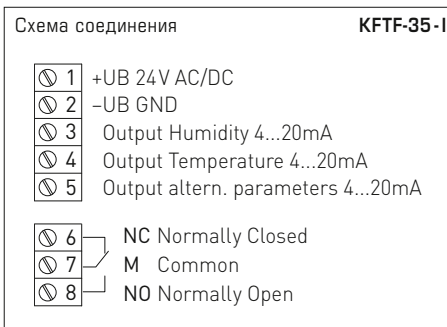 Схема соединения KFTF-35-I
1 +UB 24V AC/DC
2 –UB GND
3 Output Humidity 4...20mA
4 Output Temperature 4...20mA
5 Output altern. parameters 4...20mA
6 NC Normally Closed
7 M Common
8 NO Normally Open